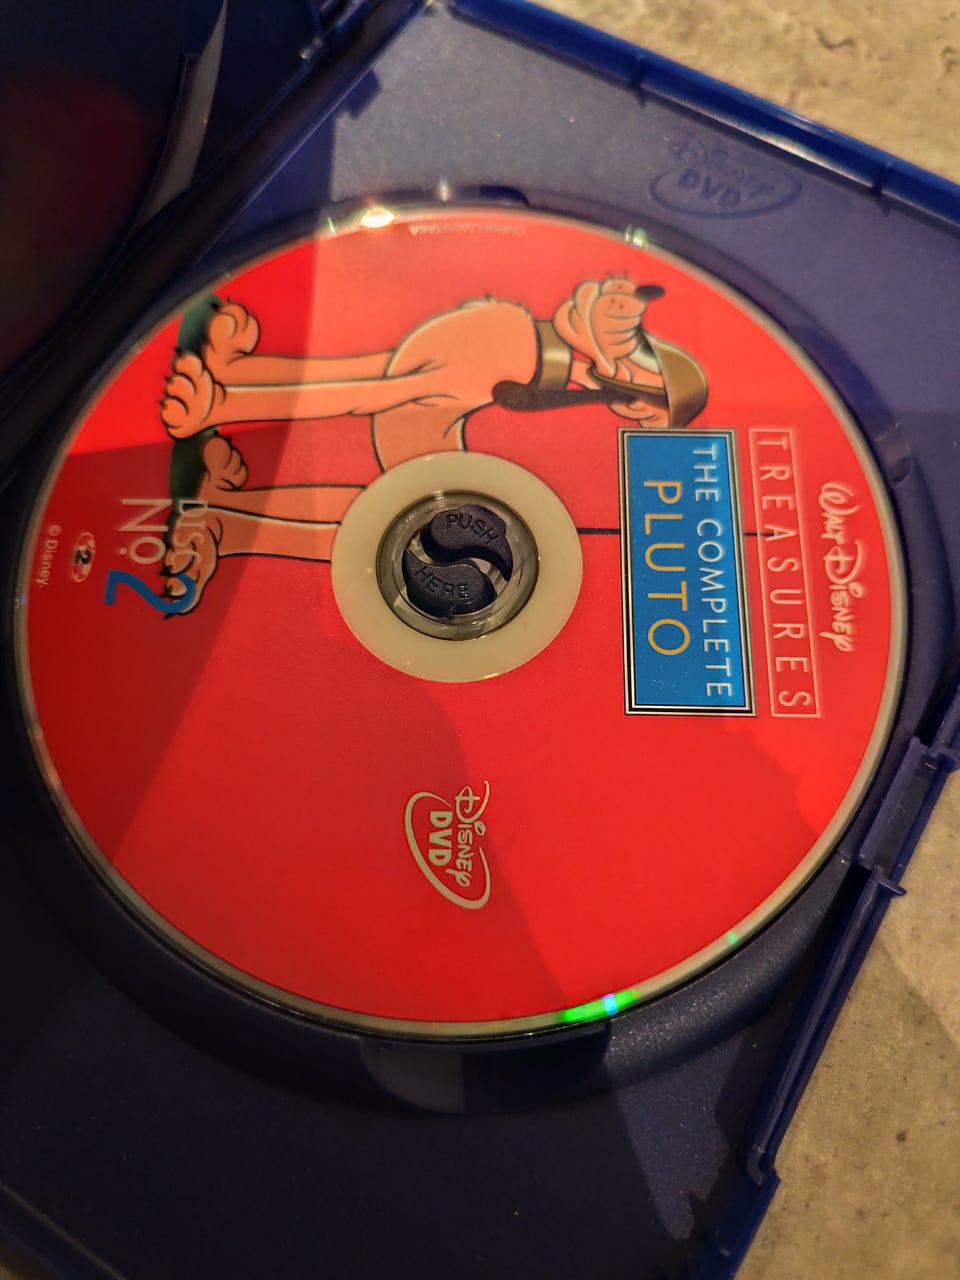 WALT DISNEY
TREASURES
THE COMPLETE
PLUTO
PUSH
HERE
DISNEY
DVD
DISC
No. 2
2
© Disney.
DISNEY
DVD